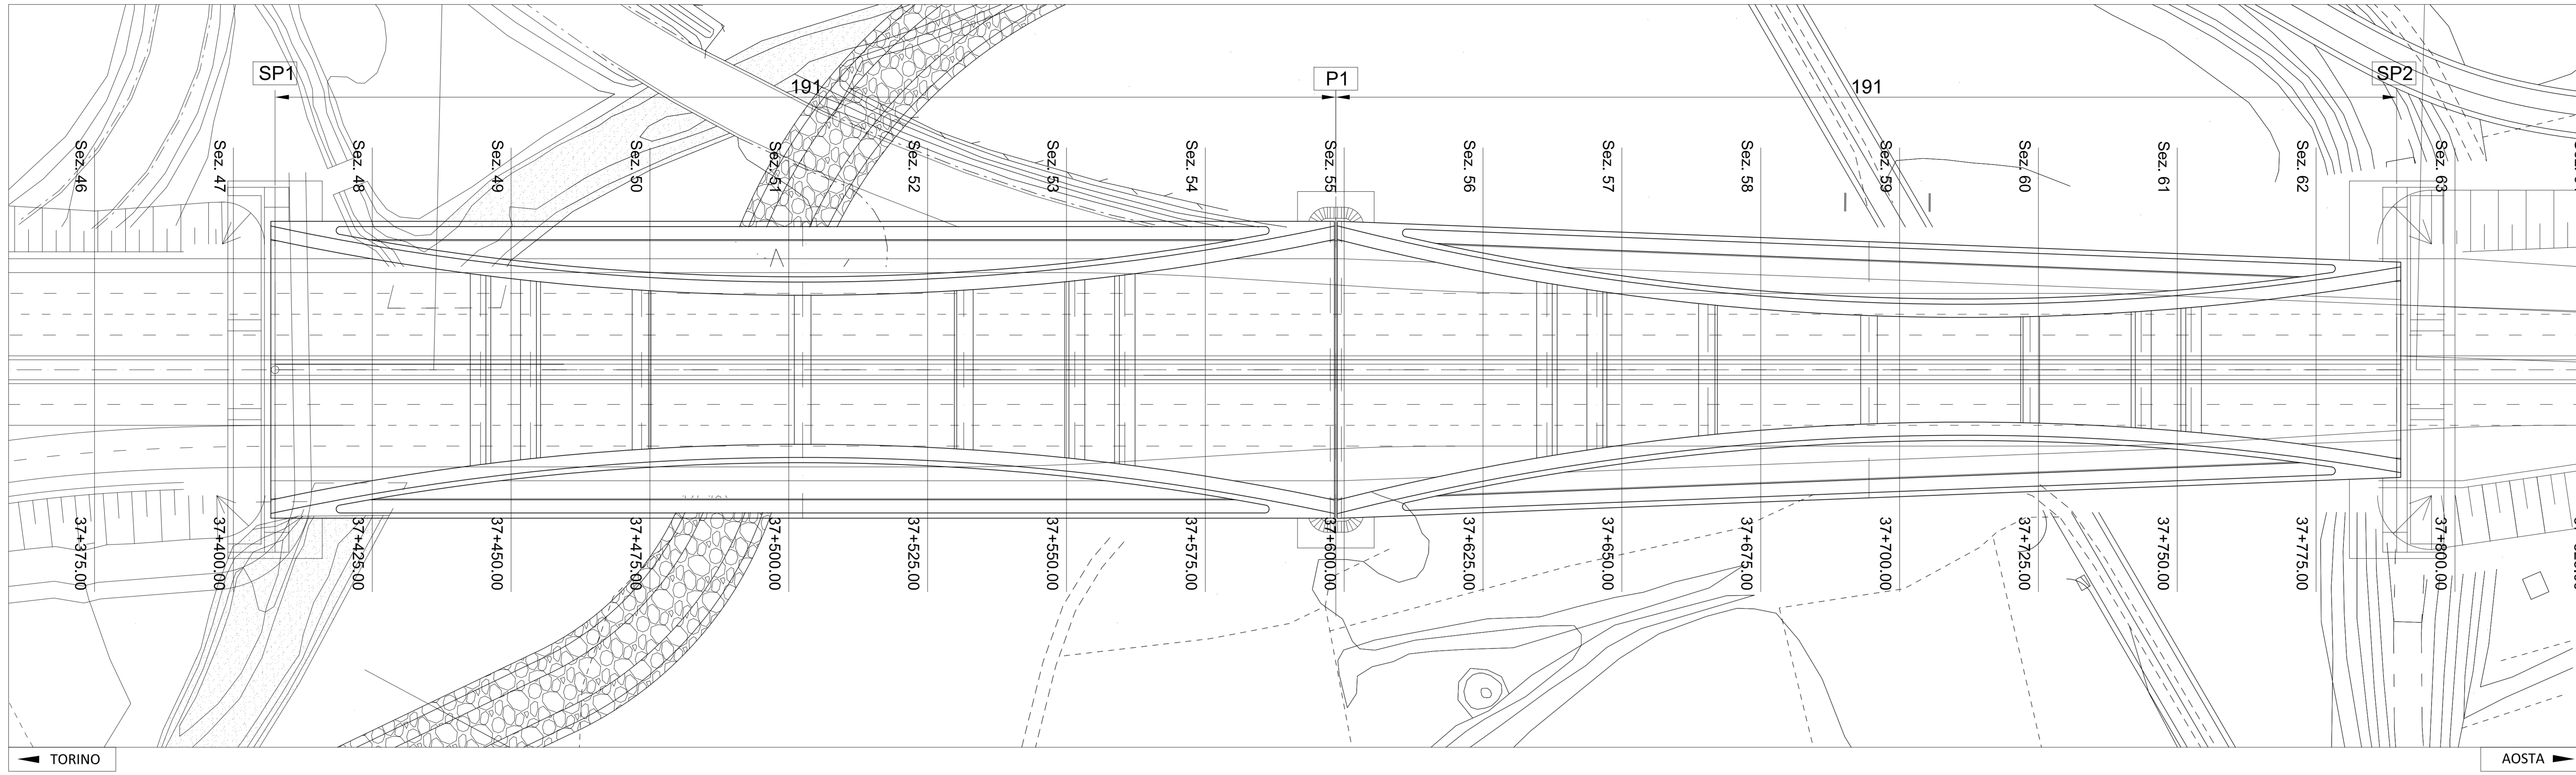 SP1
P1
SP2
191
191
Sez. 46
Sez. 47
Sez. 48
Sez. 49
Sez. 50
Sez. 51
Sez. 52
Sez. 53
Sez. 54
Sez. 55
Sez. 56
Sez. 57
Sez. 58
Sez. 59
Sez. 60
Sez. 61
Sez. 62
Sez. 63
37+375.00
37+400.00
37+425.00
37+450.00
37+475.00
37+500.00
37+525.00
37+550.00
37+575.00
37+600.00
37+625.00
37+650.00
37+675.00
37+700.00
37+725.00
37+750.00
37+775.00
37+800.00
TORINO
AOSTA